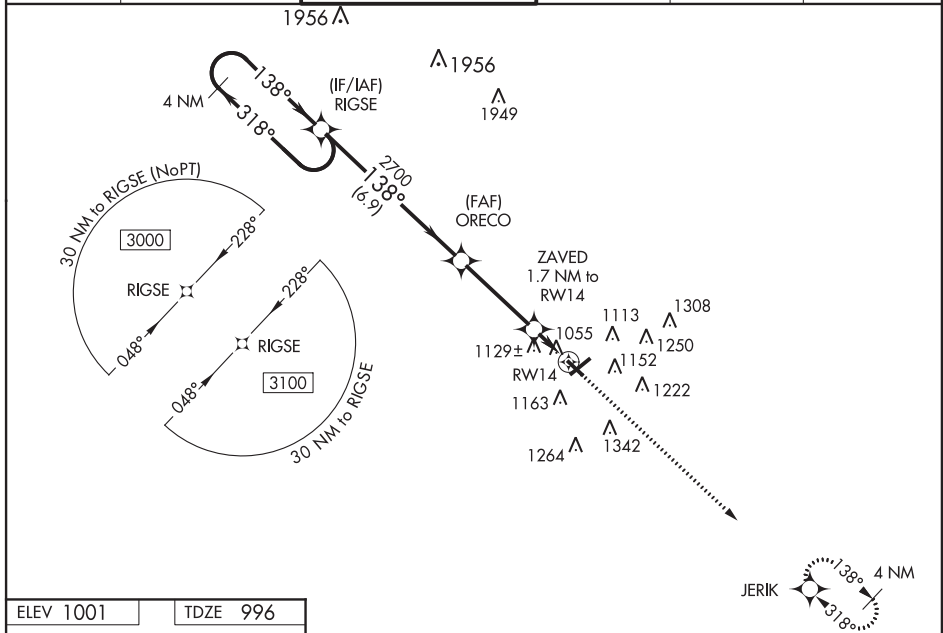 1956
1956
1949
138°
318°
4 NM
(IF/IAF)
RIGSE
2700
138°
(6.9)
(FAF)
ORECO
30 NM to RIGSE (NoPT)
3000
228°
RIGSE
048°
228°
RIGSE
048°
3100
30 NM to RIGSE
ZAVED
1.7 NM to
RW14
1055
1129±
RW14
1113
1308
1250
1152
1222
1163
1342
1264
JERIK
138°
318°
4 NM
ELEV 1001
TDZE 996